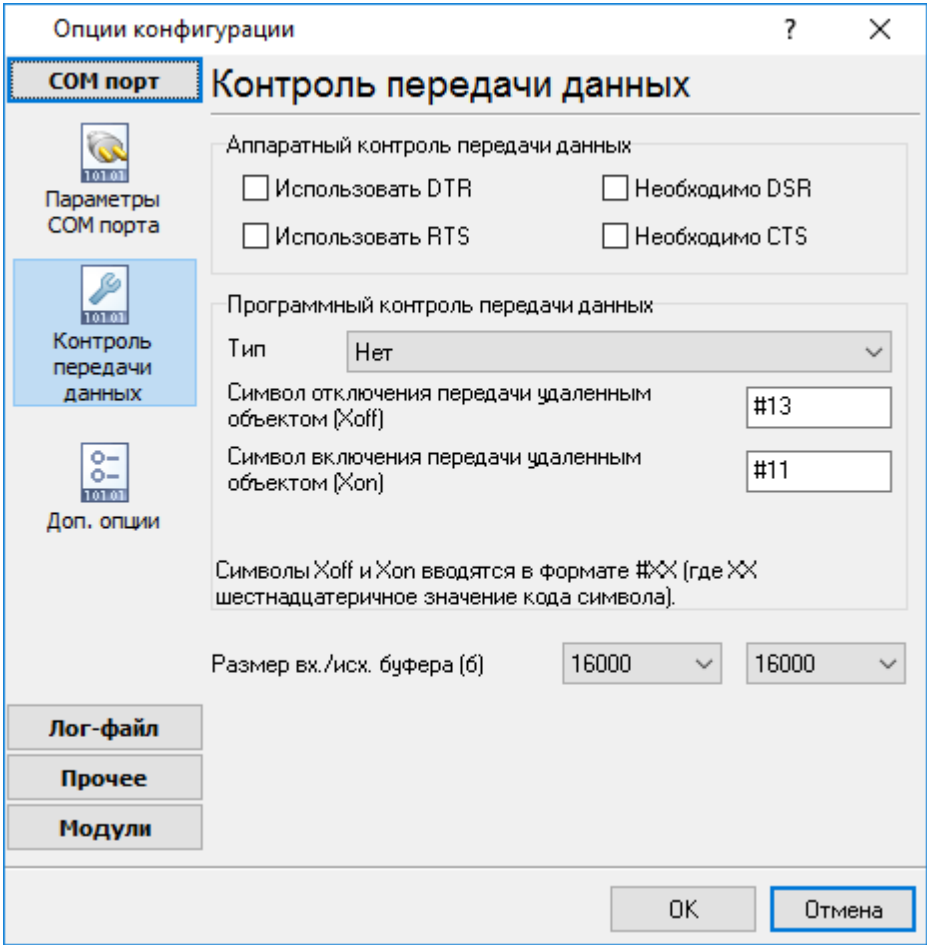 Опции конфигурации ?
COM порт
Контроль передачи данных
101:01
Параметры
COM порта
101:01
Контроль
передачи
данных
101:01
Доп. опции
Аппаратный контроль передачи данных
Использовать DTR
Необходимо DSR
Использовать RTS
Необходимо CTS
Программный контроль передачи данных
Тип
Нет
Символ отключения передачи удаленным
объектом (Xoff)
#13
Символ включения передачи удаленным
объектом (Xon)
#11
Символы Xoff и Xon вводятся в формате #XX (где XX
шестнадцатеричное значение кода символа).
Размер вх./исх. буфера (б)
16000
16000
Лог-файл
Прочее
Модули
OK
Отмена